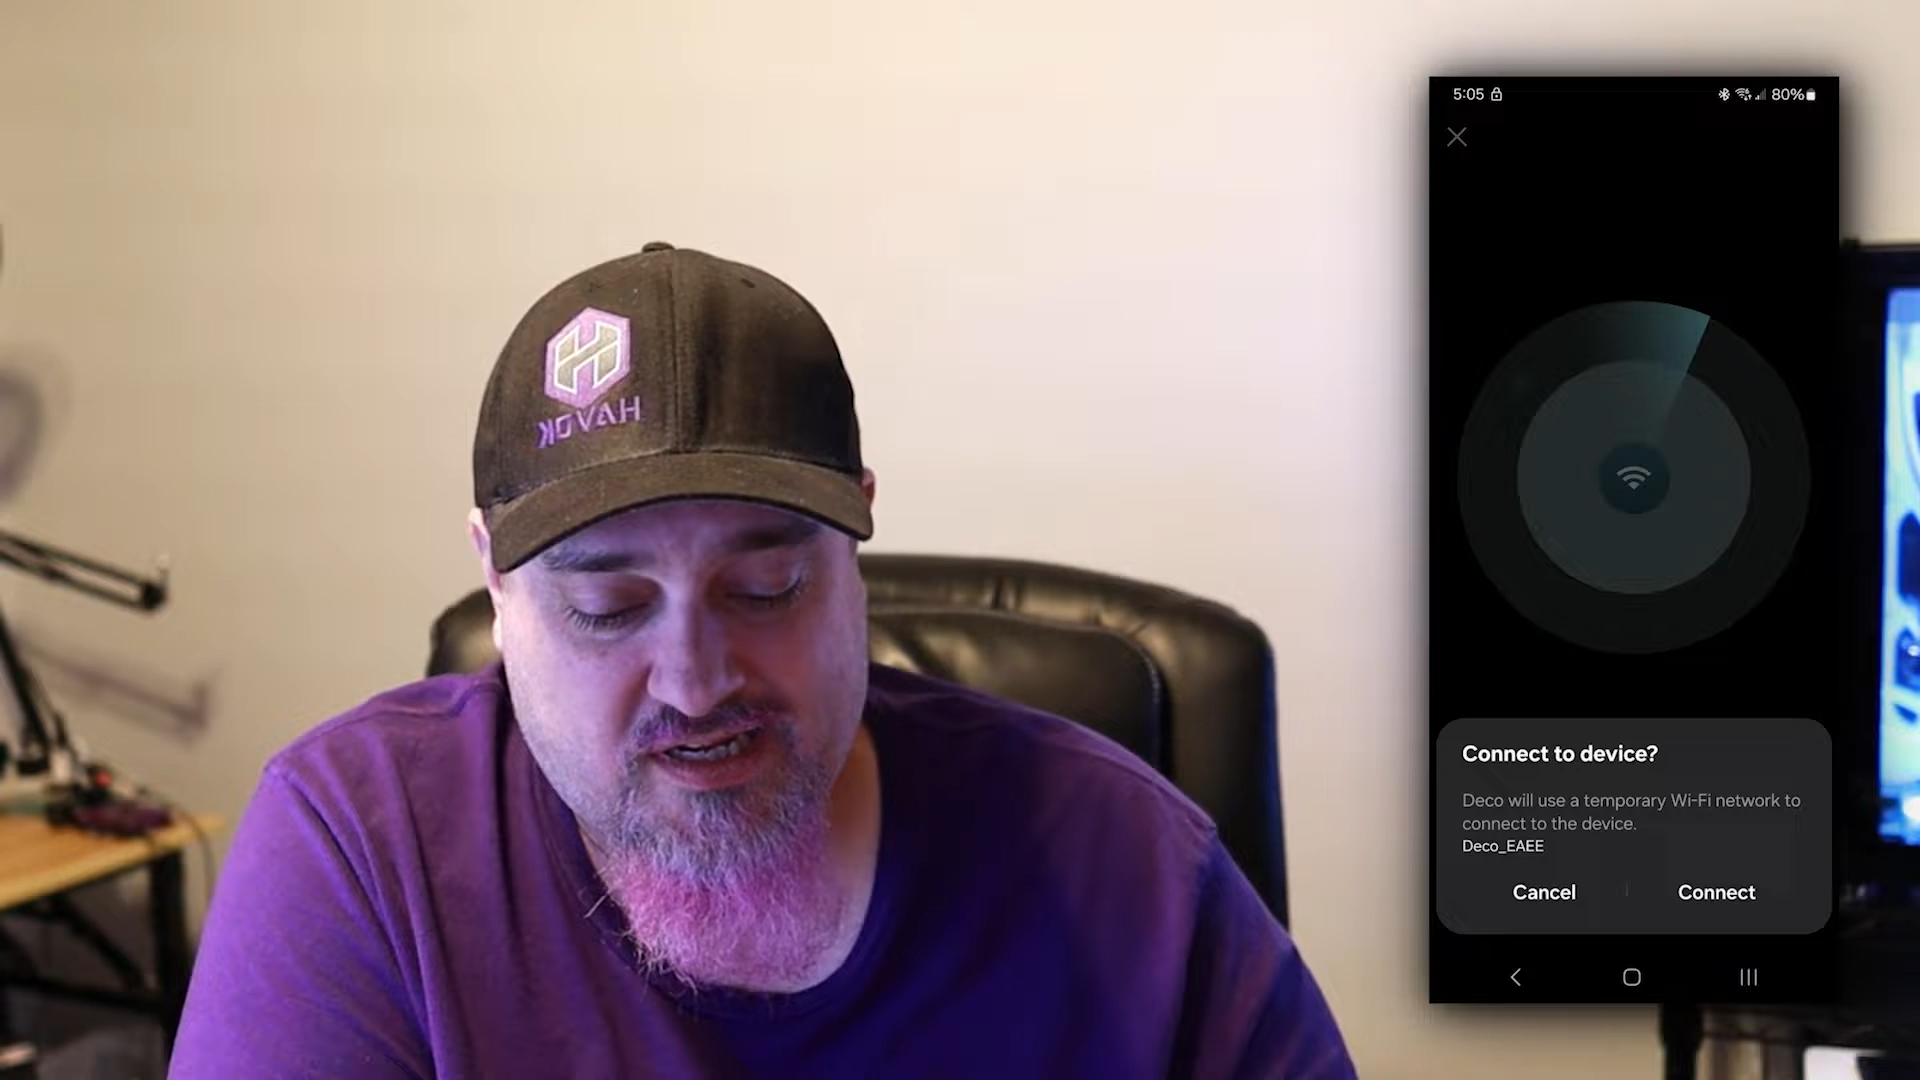 H
HAVOK
5:05
80%
Connect to device?
Deco will use a temporary Wi-Fi network to
connect to the device.
Deco_EAEE
Cancel
Connect